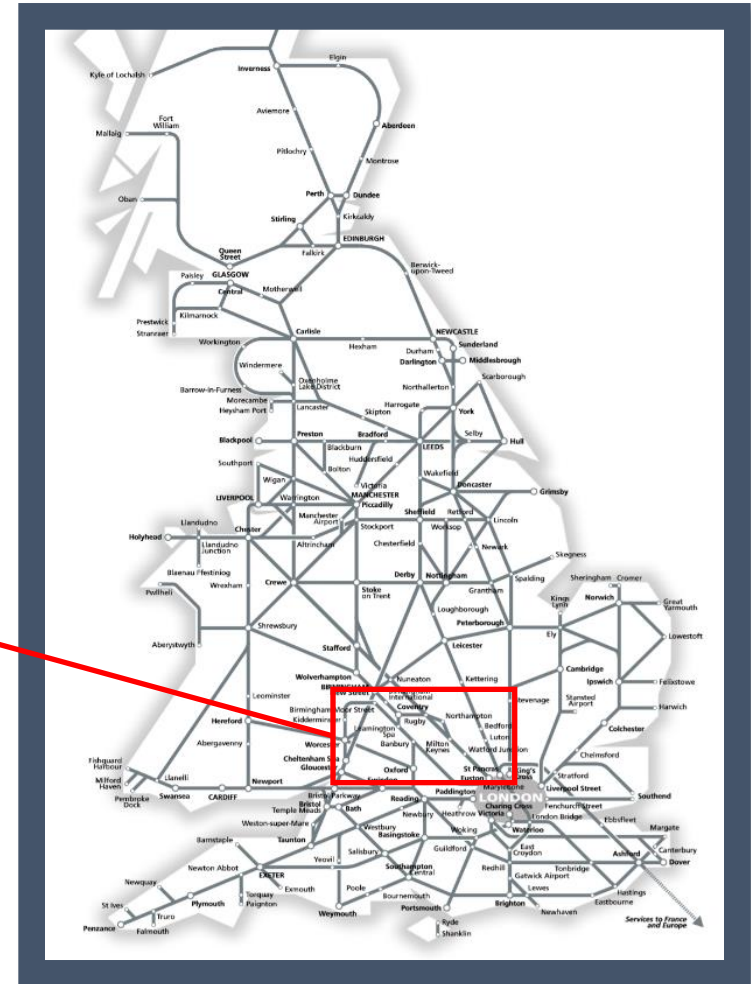 Inverness
Elgin
Kyle of Lochalsh
Aviemore
Fort
William
Mallaig
Aberdeen
Pitlochry
Montrose
Perth
Dundee
Oban
Stirling
Kirkcaldy
EDINBURGH
Queen
Street
Falkirk
Berwick-
upon-Tweed
Paisley
GLASGOW
Central
Motherwell
Prestwick
Kilmarnock
Stranraer
Carlisle
NEWCASTLE
Workington
Hexham
Sunderland
Durham
Darlington
Middlesbrough
Windermere
Scarborough
Oxenholme
Lake District
Barrow-in-Furness
Northallerton
Morecambe
Heysham Port
Lancaster
Harrogate
York
Skipton
Preston
Bradford
Selby
Blackpool
Blackburn
LEEDS
Hull
Huddersfield
Southport
Bolton
Wakefield
Wigan
Victoria
Doncaster
MANCHESTER
LIVERPOOL
Warrington
Piccadilly
Grimsby
Manchester
Airport
Sheffield
Retford
Llandudno
Stockport
Worksop
Lincoln
Holyhead
Chester
Llandudno
Junction
Altrincham
Chesterfield
Newark
Skegness
Blaenau Ffestiniog
Derby
Nottingham
Sheringham
Cromer
Pwllheli
Wrexham
Crewe
Stoke
on Trent
Grantham
Spalding
Kings
Lynn
Norwich
Great
Yarmouth
Loughborough
Peterborough
Shrewsbury
Ely
Lowestoft
Aberystwyth
Stafford
Leicester
Wolverhampton
Cambridge
Nuneaton
Kettering
BIRMINGHAM
New Street
International
Ipswich
Felixstowe
Leominster
Stevenage
Stansted
Airport
Birmingham Moor Street
Coventry
Harwich
Kidderminster
Rugby
Northampton
Hereford
Leamington
Spa
Bedford
Colchester
Worcester
Banbury
Milton
Keynes
Luton
Abergavenny
Watford Junction
Chelmsford
Cheltenham Spa
Gloucester
Oxford
St Pancras
King's
Cross
Fishguard
Harbour
Euston
Stratford
Swindon
Marylebone
Milford
Haven
Llanelli
Newport
Bristol Parkway
Paddington
Liverpool Street
LONDON
Southend
Pembroke
Dock
Swansea
CARDIFF
Bristol
Temple Meads
Bath
Reading
Charing Cross
Fenchurch Street
Weston-super-Mare
Newbury
Heathrow
Victoria
London Bridge
Ebbsfleet
Westbury
Basingstoke
Woking
Waterloo
Margate
Barnstaple
Taunton
Salisbury
Guildford
East
Croydon
Canterbury
Yeovil
Southampton
Central
Redhill
Tonbridge
Ashford
Dover
Newton Abbot
EXETER
Gatwick Airport
Newquay
Exmouth
Poole
Lewes
Hastings
St Ives
Plymouth
Torquay
Paignton
Bournemouth
Eastbourne
Truro
Weymouth
Portsmouth
Brighton
Newhaven
Penzance
Falmouth
Ryde
Shanklin
Services to France
and Europe